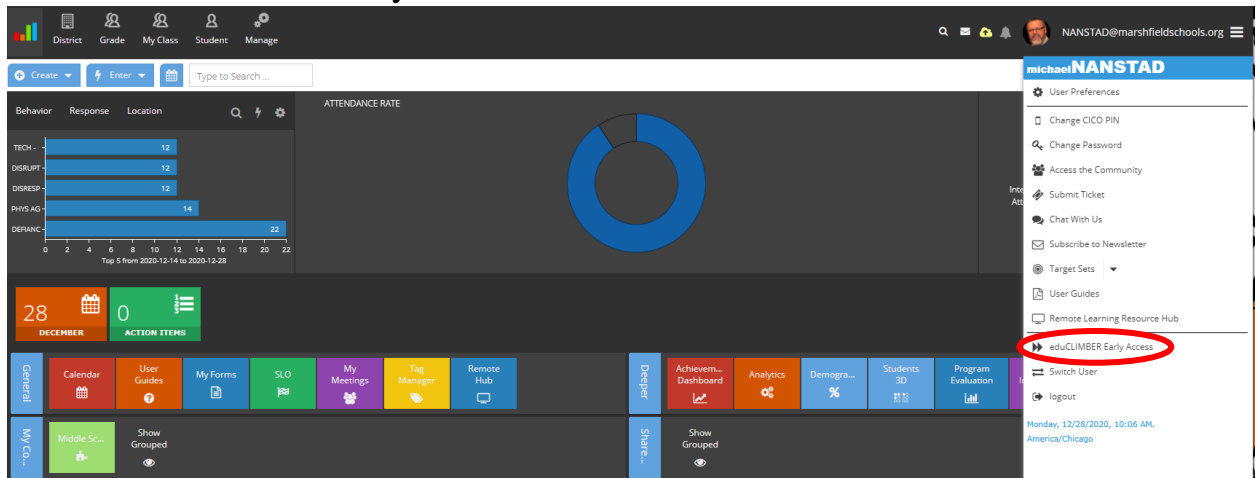 District Grade My Class Student Manage
NANSTAD@marshfieldschools.org
Create Enter Type to Search ...
michaelNANSTAD
User Preferences
Change CICO PIN
Change Password
Access the Community
Submit Ticket
Chat With Us
Subscribe to Newsletter
Target Sets
User Guides
Remote Learning Resource Hub
eduCLIMBER Early Access
Switch User
logout
Monday, 12/28/2020, 10:06 AM.
America/Chicago
Behavior Response Location
ATTENDANCE RATE
TECH - 12
DISRUPT 12
DISRESP 12
PHYS AG 14
DEFIANC 22
0 2 4 6 8 10 12 14 16 18 20 22
Top 5 from 2020-12-14 to 2020-12-28
Inte
Att
28
DECEMBER
0
ACTION ITEMS
General
Calendar
User
Guides
My Forms
SLO
My
Meetings
Tag
Manager
Remote
Hub
Deeper
Achievem...
Dashboard
Analytics
Demogra...
Students
3D
Program
Evaluation
My Co...
Middle Sc...
Show
Grouped
Share...
Show
Grouped